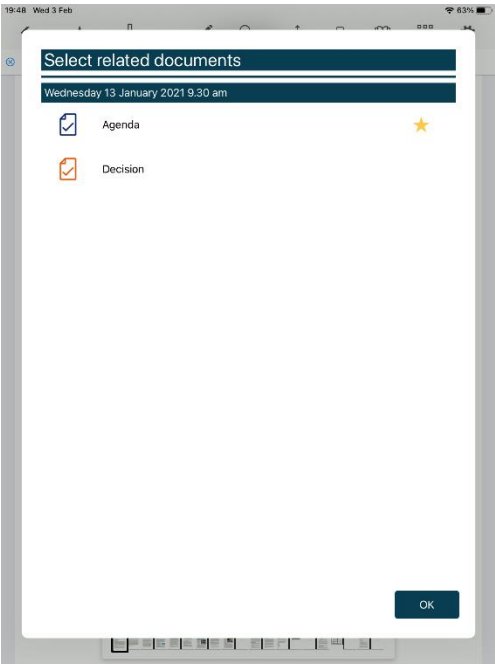 19:48 Wed 3 Feb
63%
Select related documents
Wednesday 13 January 2021 9.30 am
Agenda
Decision
OK